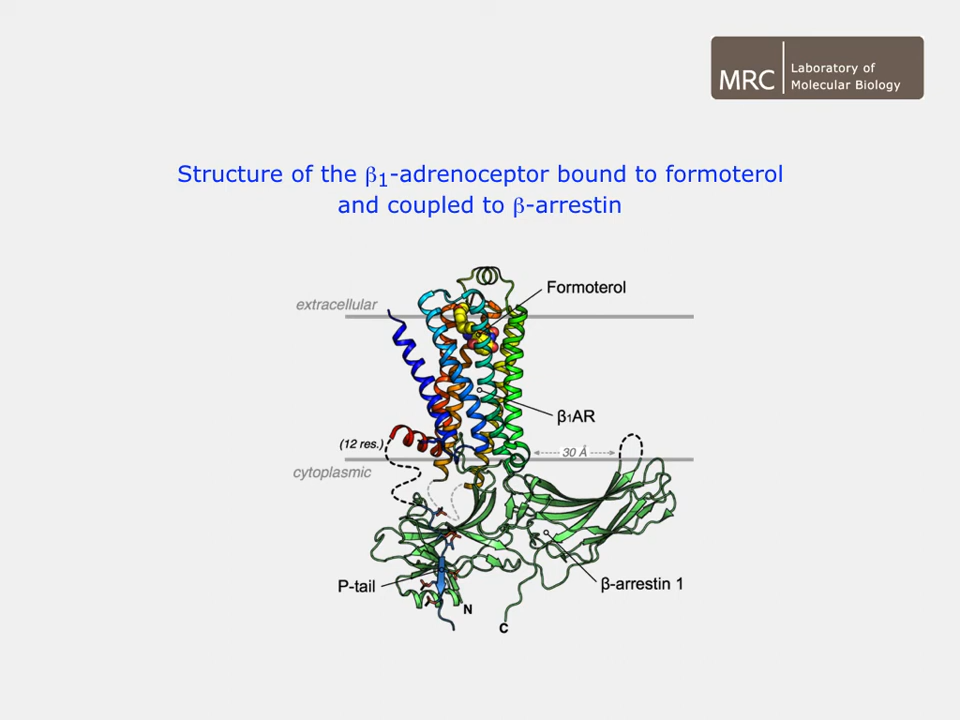 MRC
Laboratory of
Molecular Biology
Structure of the β1-adrenoceptor bound to formoterol
and coupled to β-arrestin
Formoterol
extracellular
β1AR
(12 res.)
30 Å
cytoplasmic
P-tail
β-arrestin 1
N
C